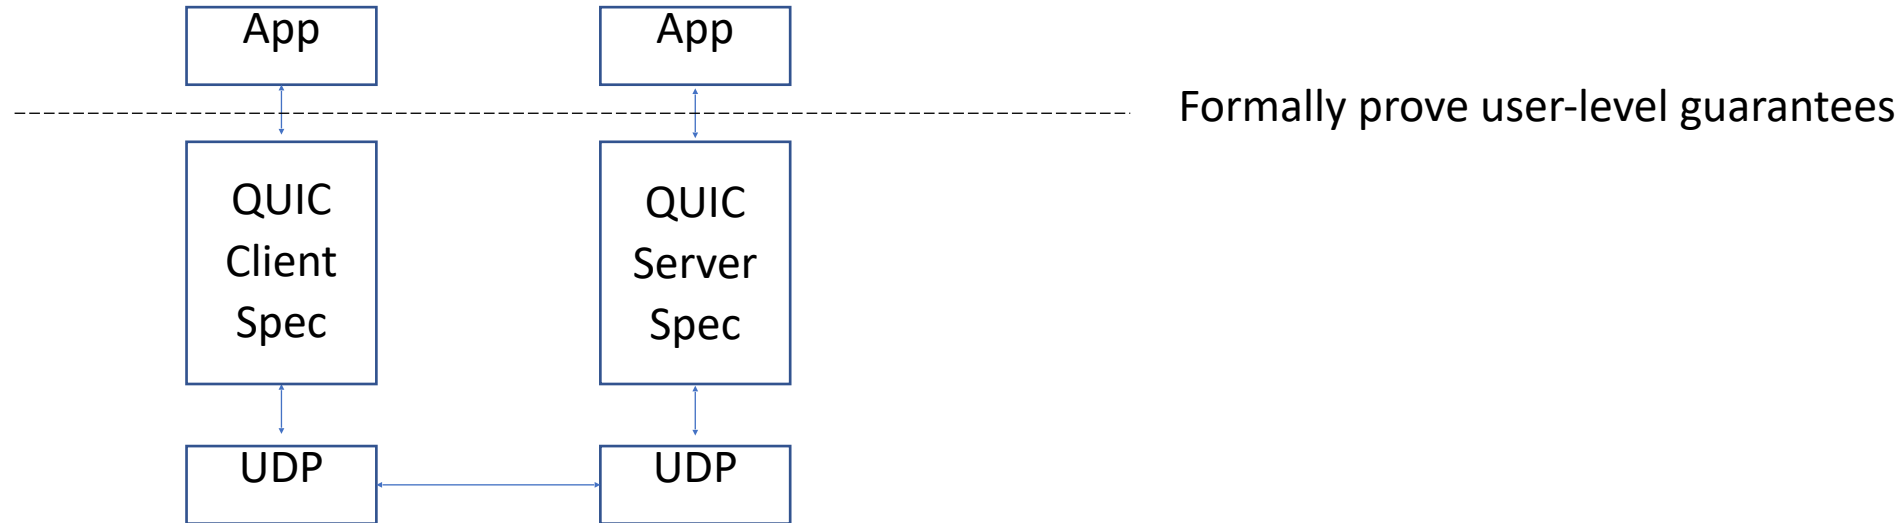 App
App
Formally prove user-level guarantees
QUIC
Client
Spec
QUIC
Server
Spec
UDP
UDP